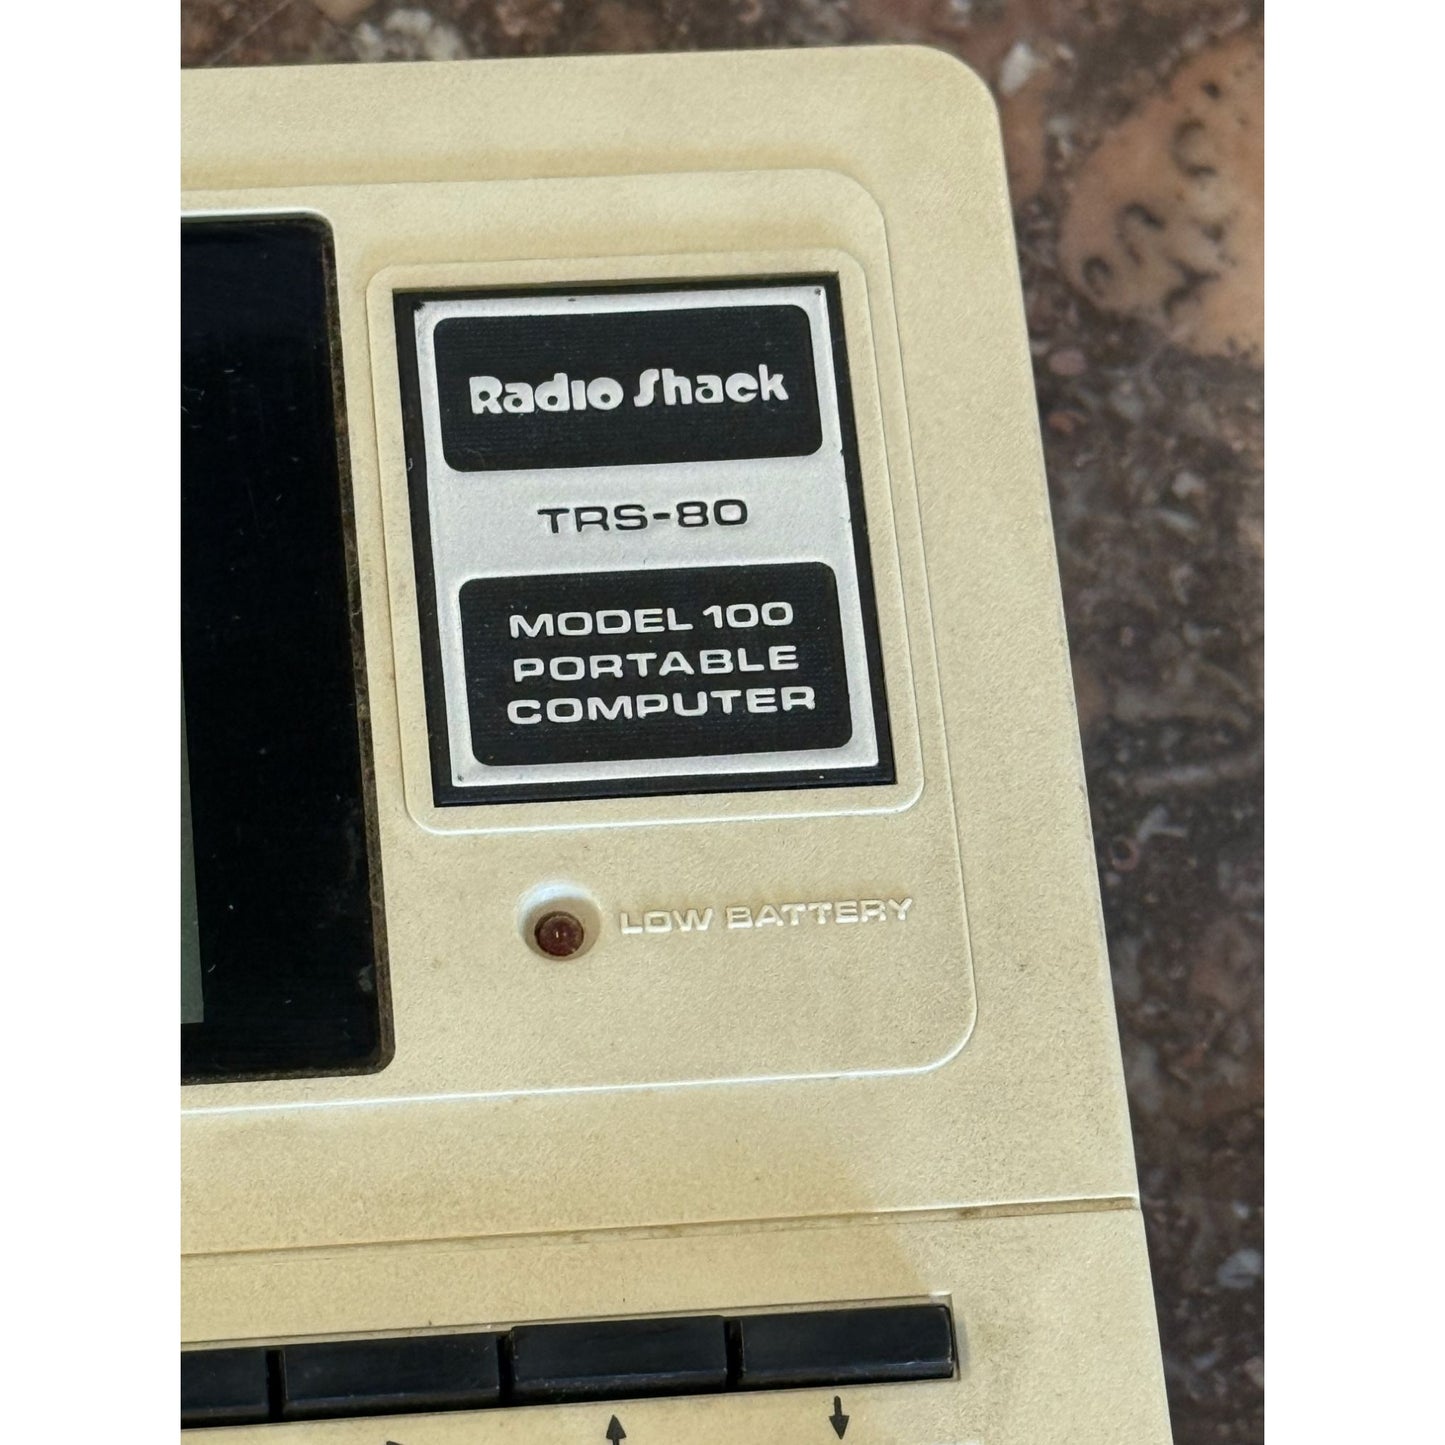 Radio Shack
TRS-80
MODEL 100
PORTABLE
COMPUTER
LOW BATTERY